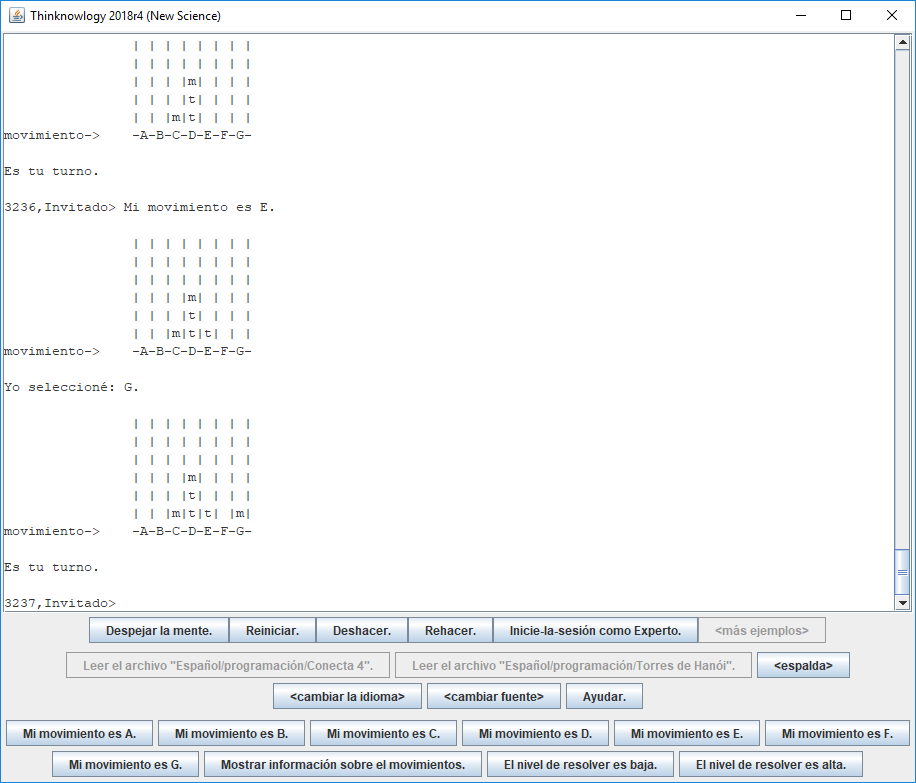 Thinknowlogy 2018r4 (New Science)
| | | | | | | |
| | | | | | | |
| | | |m| | | |
| | | |t| | | |
| | |m|t| | | |
movimiento-> -A-B-C-D-E-F-G-
Es tu turno.
3236,Invitado> Mi movimiento es E.
| | | | | | | |
| | | | | | | |
| | | | | | | |
| | | |m| | | |
| | | |t| | | |
| | |m|t|t| | |
movimiento-> -A-B-C-D-E-F-G-
Yo seleccioné: G.
| | | | | | | |
| | | | | | | |
| | | | | | | |
| | | |m| | | |
| | | |t| | | |
| | |m|t|t| |m|
movimiento-> -A-B-C-D-E-F-G-
Es tu turno.
3237,Invitado>
Despejar la mente. Reiniciar. Deshacer. Rehacer. Inicie-la-sesión como Experto. <más ejemplos>
Leer el archivo "Español/programación/Conecta 4". Leer el archivo "Español/programación/Torres de Hanói". <espalda>
<cambiar la idioma> <cambiar fuente> Ayudar.
Mi movimiento es A. Mi movimiento es B. Mi movimiento es C. Mi movimiento es D. Mi movimiento es E. Mi movimiento es F.
Mi movimiento es G. Mostrar información sobre el movimientos. El nivel de resolver es baja. El nivel de resolver es alta.